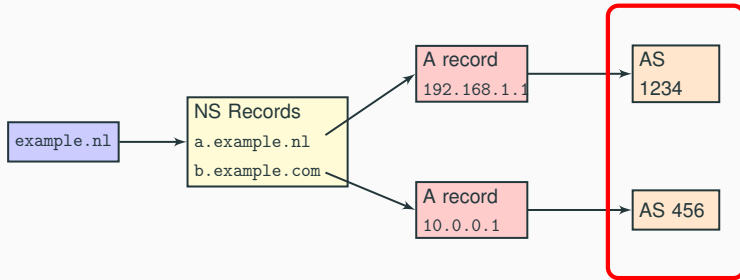 example.nl
NS Records
a.example.nl
b.example.com
A record
192.168.1.1
A record
10.0.0.1
AS
1234
AS 456